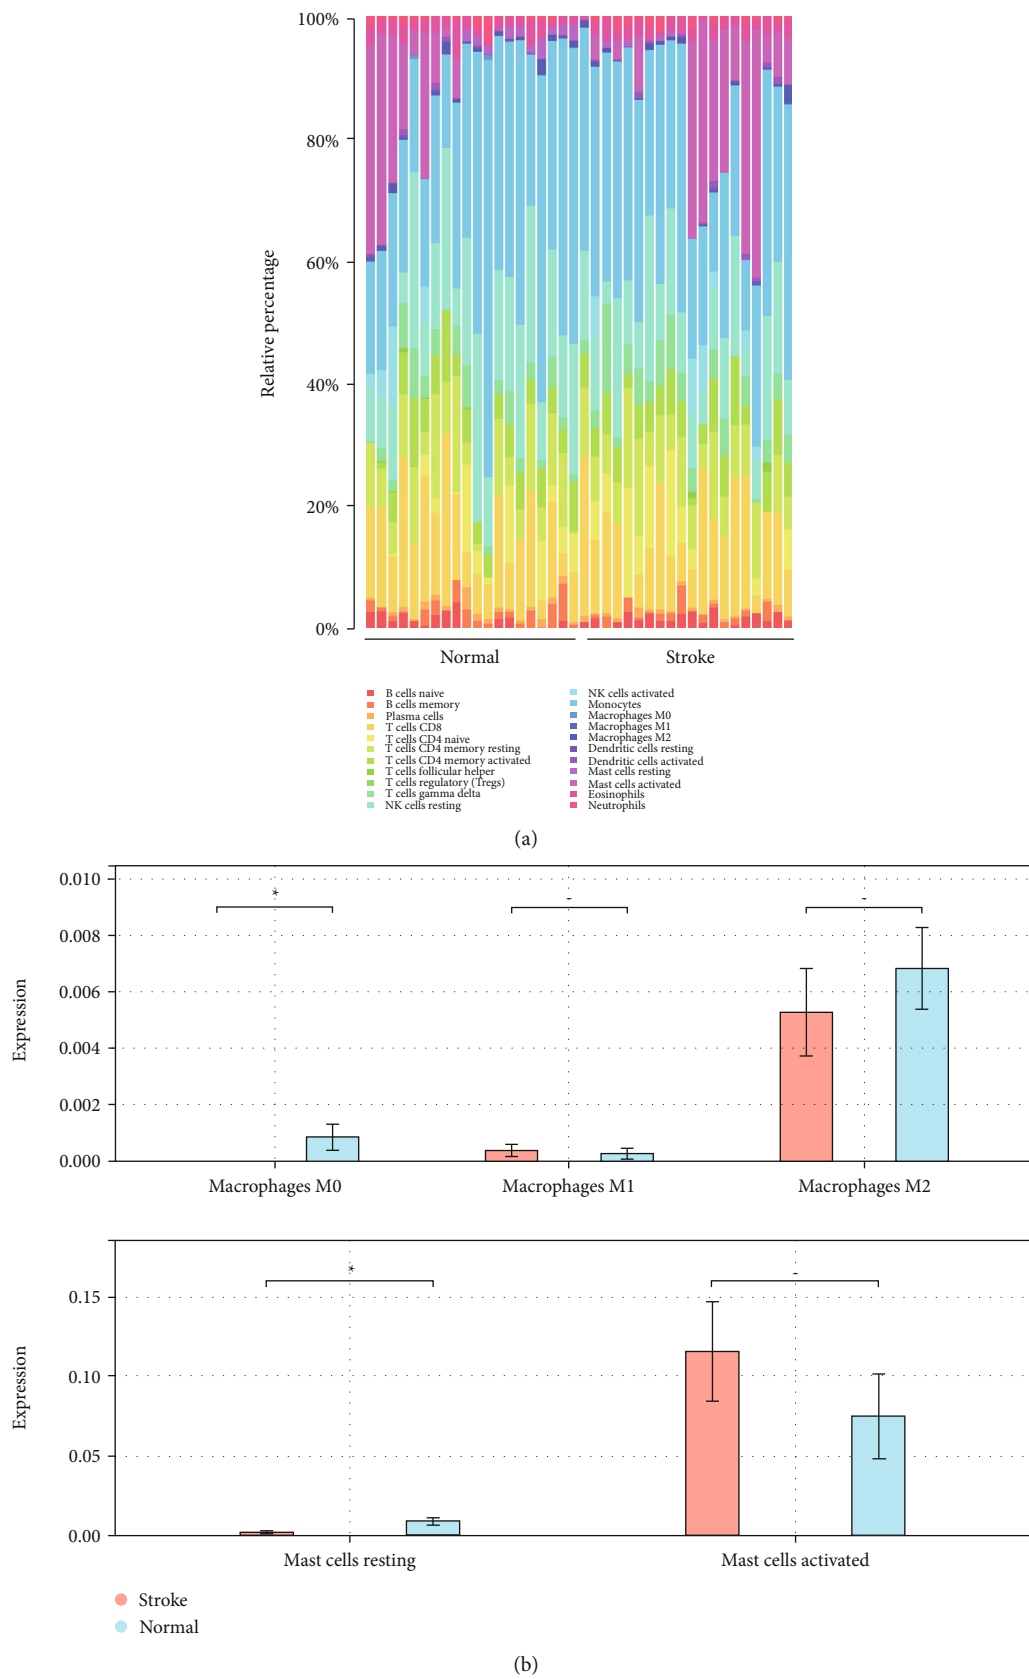 100%
80%
60%
40%
20%
0%
Relative percentage
Normal
Stroke
B cells naive
B cells memory
Plasma cells
T cells CD8
T cells CD4 naive
T cells CD4 memory resting
T cells CD4 memory activated
T cells follicular helper
T cells regulatory (Tregs)
T cells gamma delta
NK cells resting
NK cells activated
Monocytes
Macrophages M0
Macrophages M1
Macrophages M2
Dendritic cells resting
Dendritic cells activated
Mast cells resting
Mast cells activated
Eosinophils
Neutrophils
(a)
0.010
0.008
0.006
0.004
0.002
0.000
Expression
*
-
-
Macrophages M0
Macrophages M1
Macrophages M2
0.15
0.10
0.05
0.00
Expression
*
-
Mast cells resting
Mast cells activated
Stroke
Normal
(b)